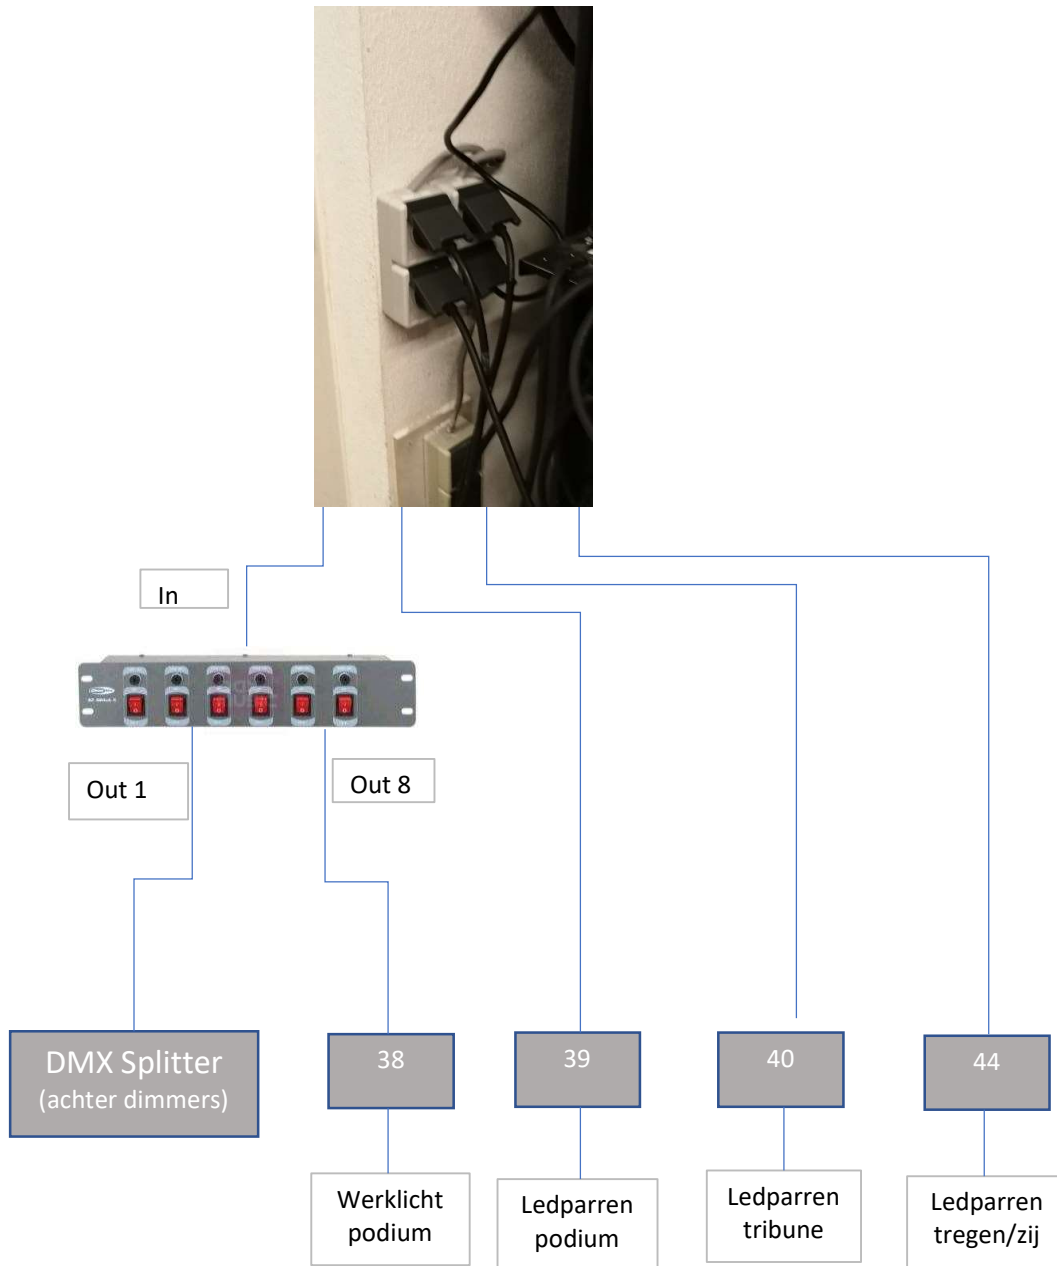 In
Out 1
Out 8
DMX Splitter
(achter dimmers)
38
39
40
44
Werklicht
podium
Ledparren
podium
Ledparren
tribune
Ledparren
tregen/zij